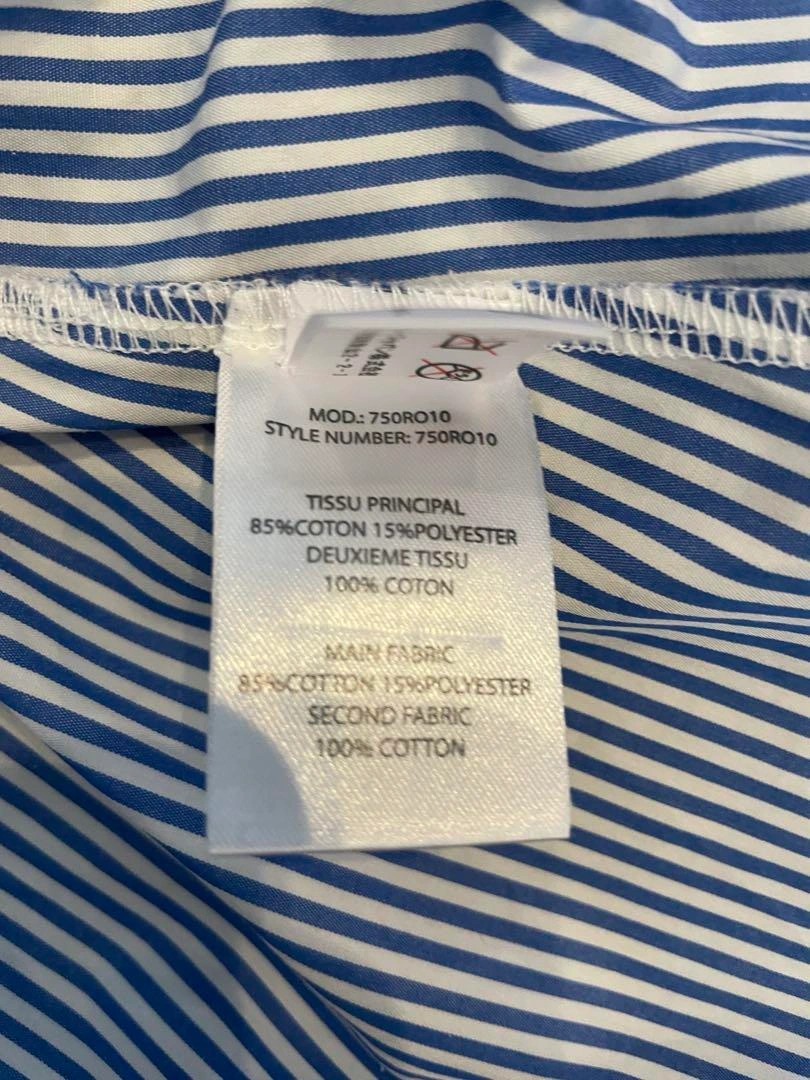 MOD.: 750RO10
STYLE NUMBER: 750RO10
TISSU PRINCIPAL
85%COTON 15%POLYESTER
DEUXIEME TISSU
100% COTON
MAIN FABRIC
85%COTTON 15%POLYESTER
SECOND FABRIC
100% COTTON